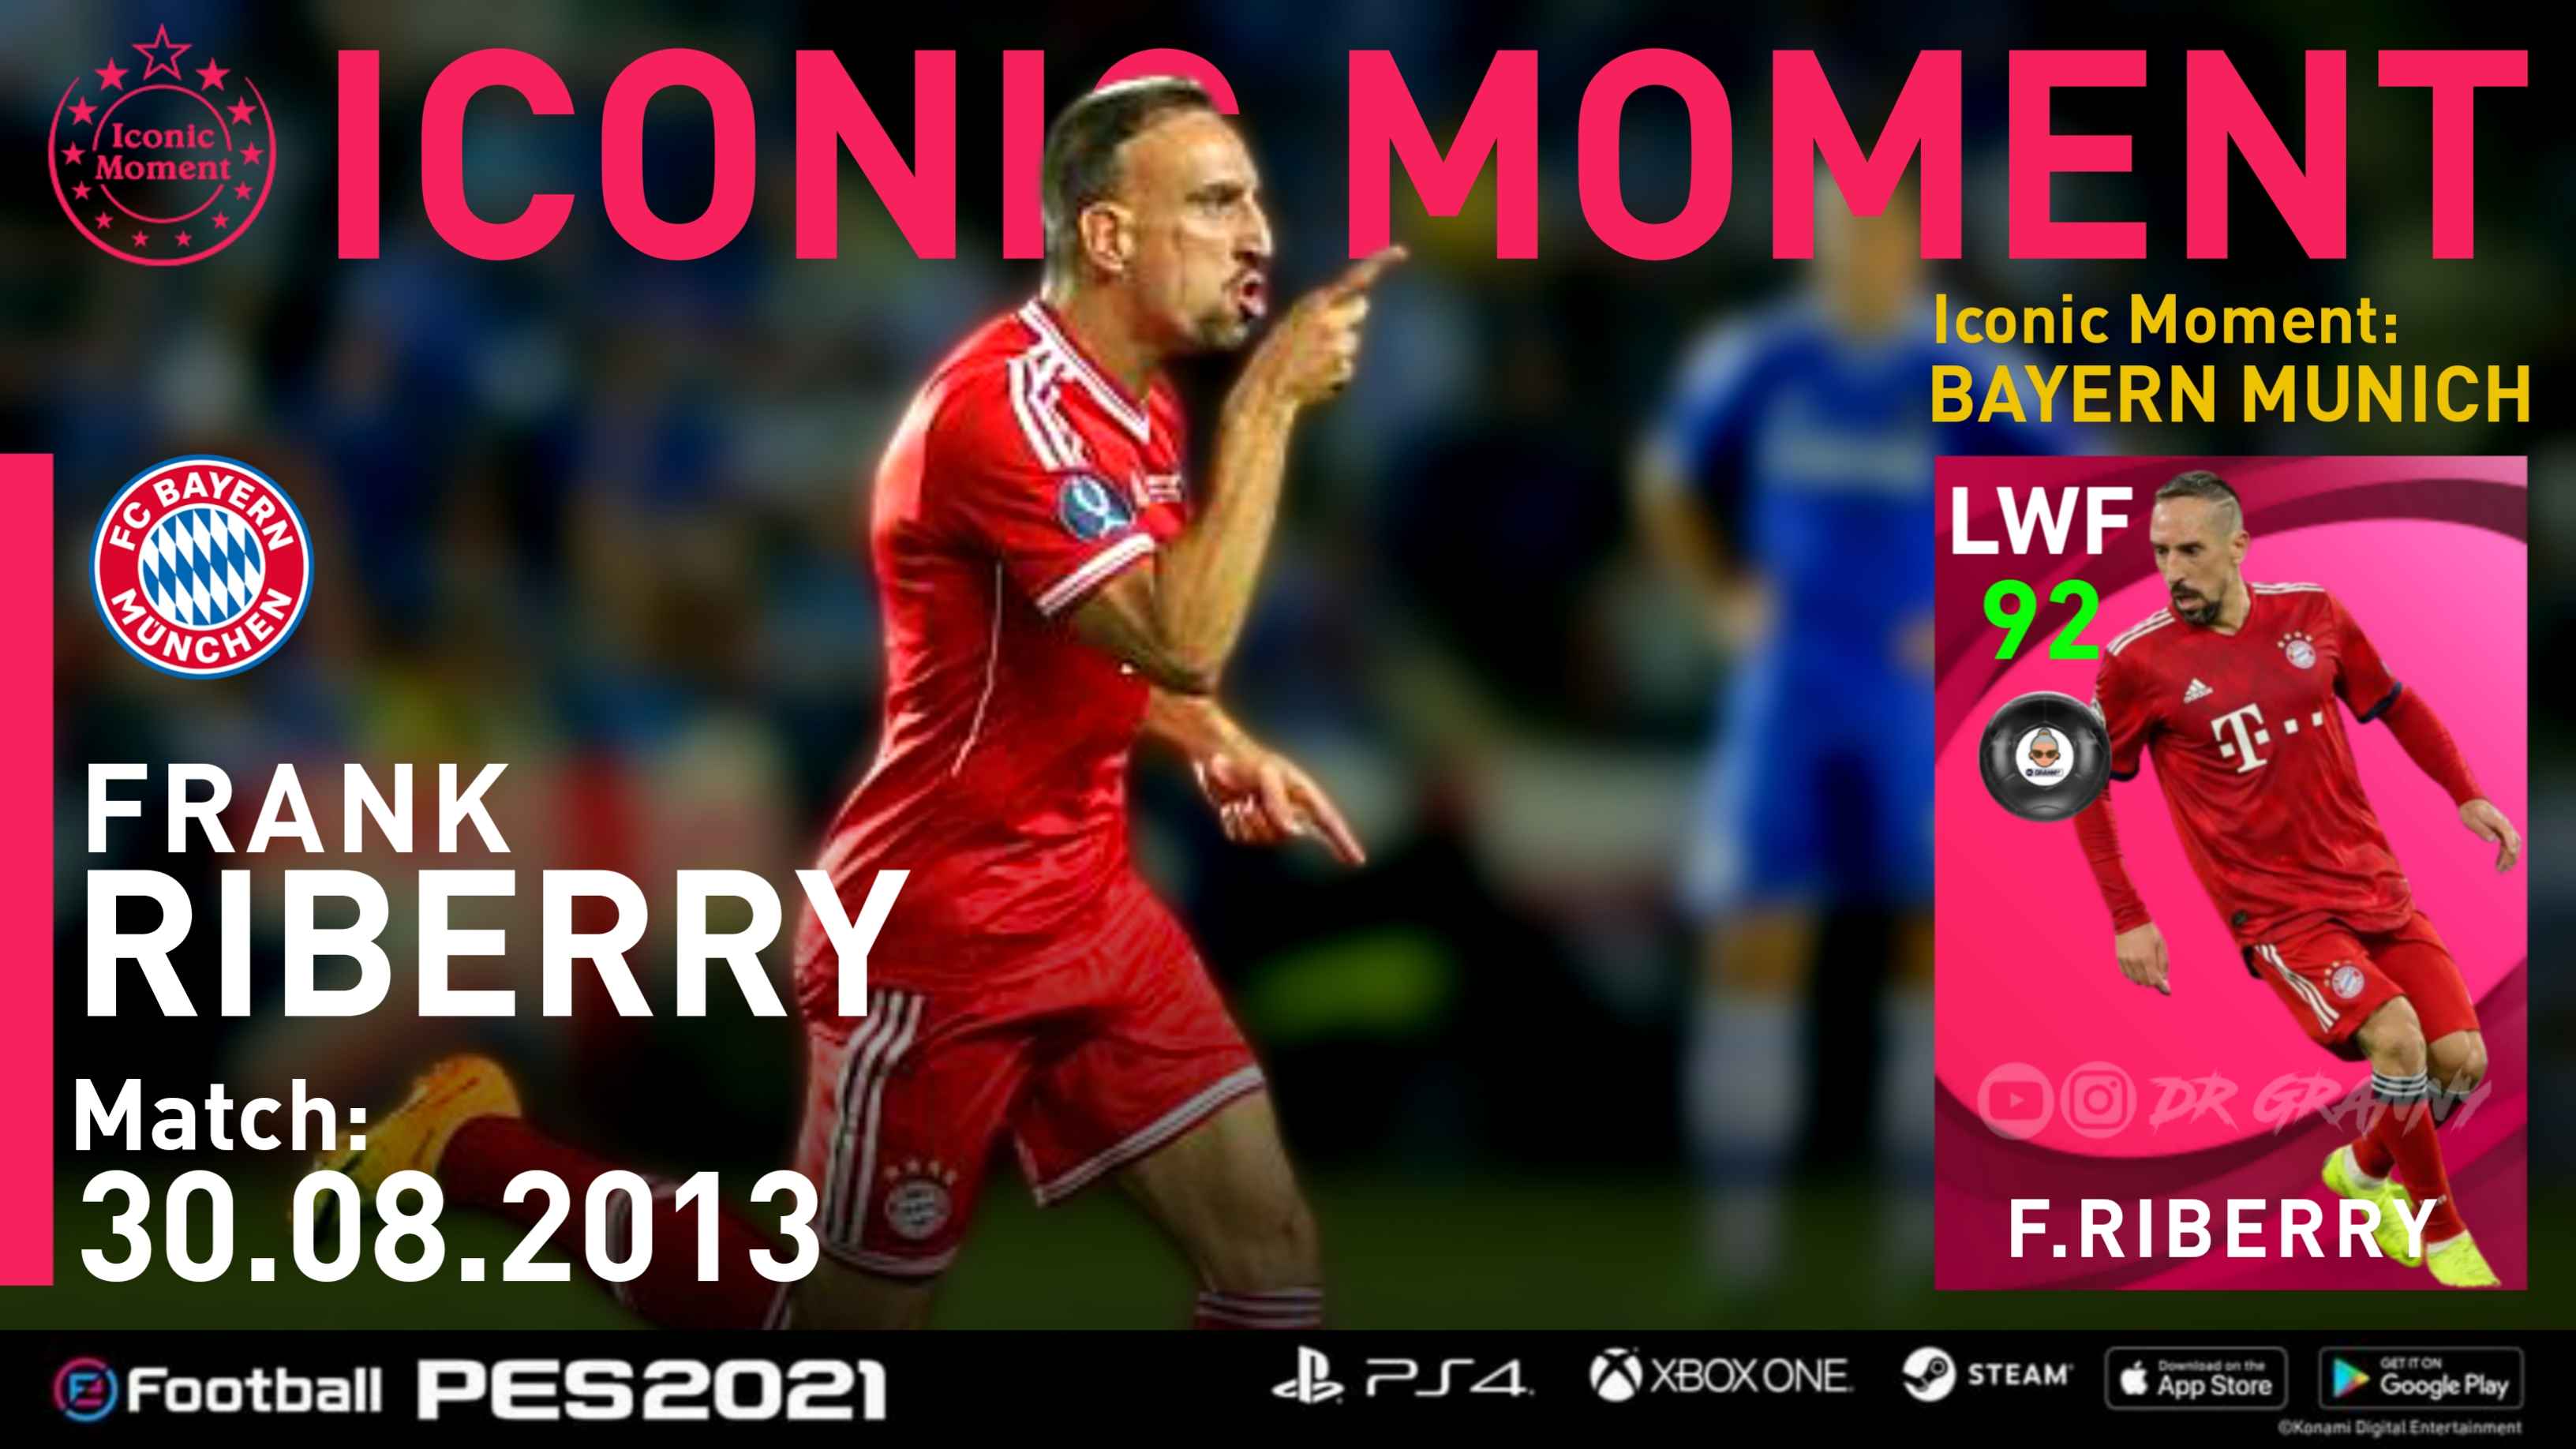 Iconic
Moment
ICONIC MOMENT
Iconic Moment:
BAYERN MUNICH
FC BAYERN
MÜNCHEN
FRANK
RIBERRY
Match:
30.08.2013
LWF
92
T
DR GRANNY
F.RIBERRY
eFootball PES2021
PS4
XBOX ONE
STEAM
Download on the
App Store
GET IT ON
Google Play
©Konami Digital Entertainment